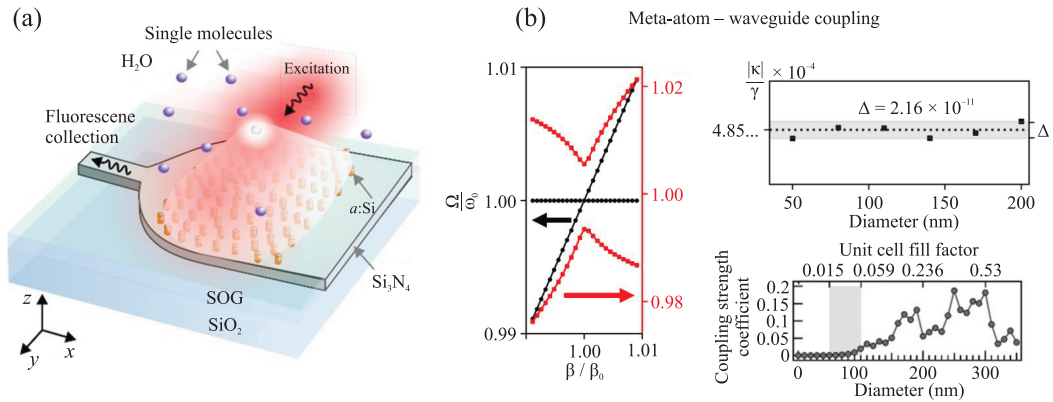 (a)
Single molecules
H₂O
Excitation
Fluorescene
collection
a:Si
Si₃N₄
SOG
SiO₂
z
y
x
(b)
Meta-atom – waveguide coupling
1.01
1.00
0.99
Ω
ω₀
1.02
1.00
0.98
1.00
1.01
β / β₀
|κ|
γ
× 10⁻⁴
Δ = 2.16 × 10⁻¹¹
4.85...
Δ
50
100
150
200
Diameter (nm)
Unit cell fill factor
0.015
0.059
0.236
0.53
Coupling strength
coefficient
0.2
0.15
0.1
0.05
0
0
100
200
300
Diameter (nm)